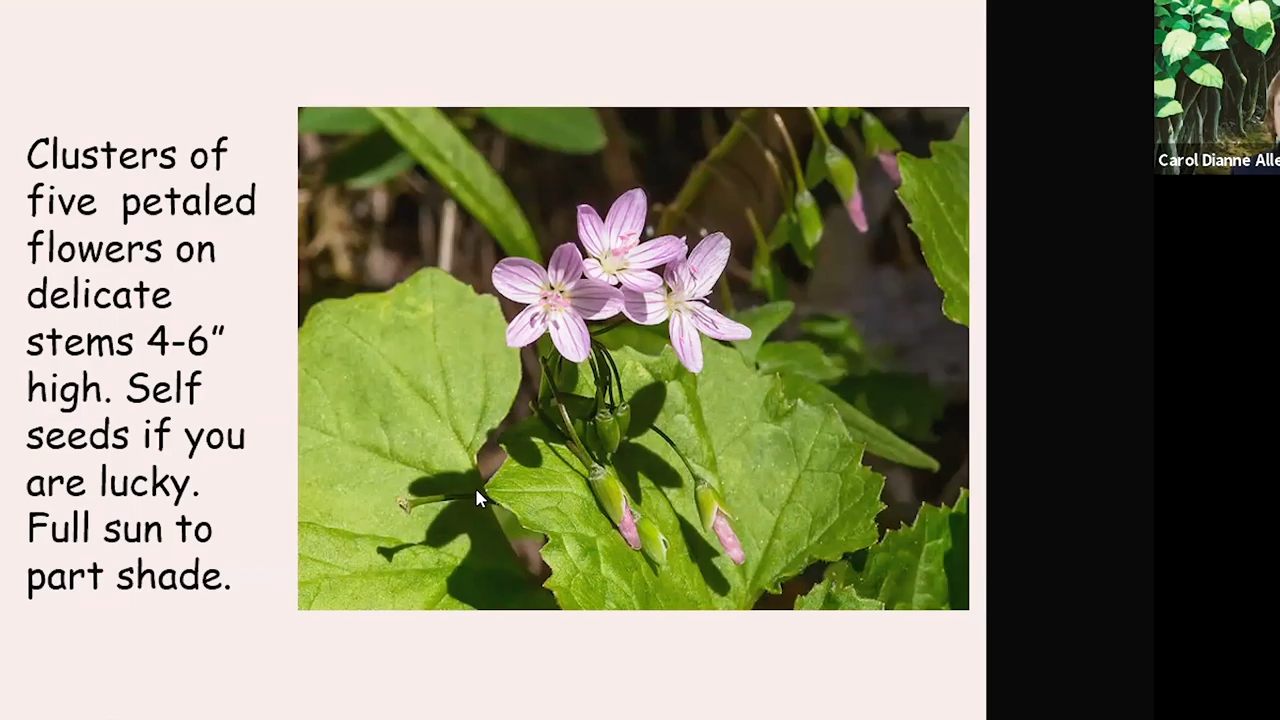 Clusters of
five  petaled
flowers on
delicate
stems 4-6”
high. Self
seeds if you
are lucky.
Full sun to
part shade.
Carol Dianne Alle